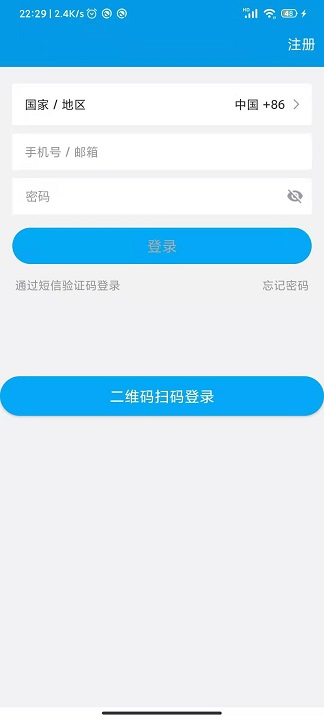 22:29 | 2.4K/s
HD
48
注册
国家 / 地区
中国 +86
手机号 / 邮箱
密码
登录
通过短信验证码登录
忘记密码
二维码扫码登录